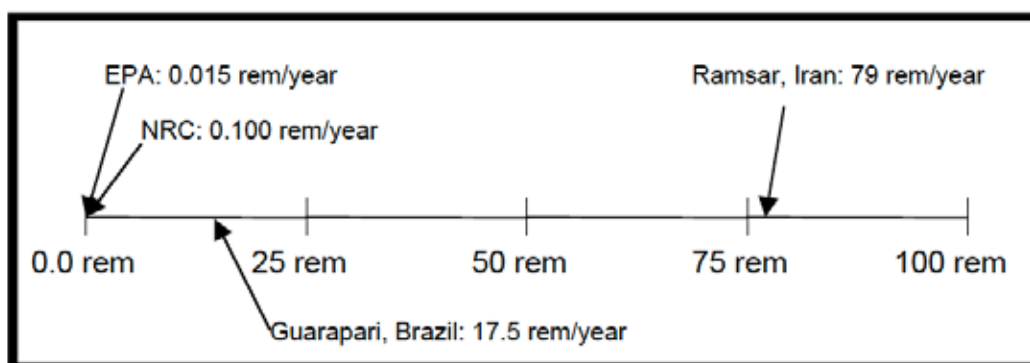 EPA: 0.015 rem/year
Ramsar, Iran: 79 rem/year
NRC: 0.100 rem/year
0.0 rem
25 rem
50 rem
75 rem
100 rem
Guarapari, Brazil: 17.5 rem/year